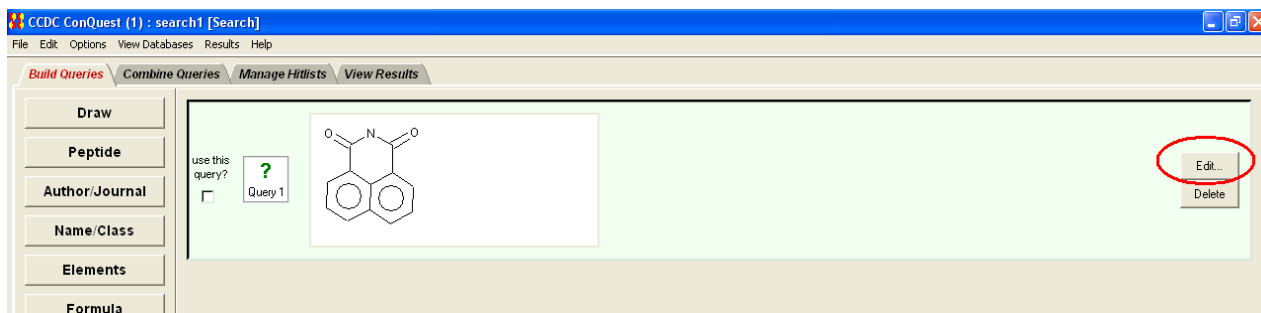 CCDC ConQuest (1) : search1 [Search]
File Edit Options View Databases Results Help
Build Queries Combine Queries Manage Hitlists View Results
Draw
Peptide
Author/Journal
Name/Class
Elements
Formula
use this
query?
?
Query 1
O N O
Edit...
Delete